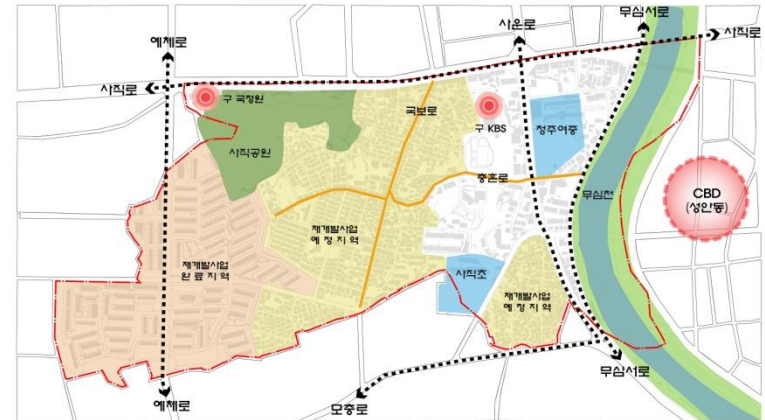 무심서로
사운로
사직로
예체로
사직로
구 국정원
국보로
구 KBS
청주여중
사직공원
충혼로
무심천
CBD
(성안동)
재개발사업
예 정 지 역
재개발사업
완 료 지 역
사직초
재개발사업
예 정 지 역
무심서로
예체로
모충로